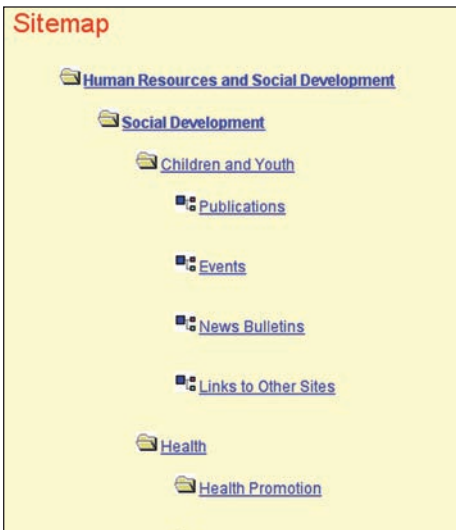 Sitemap
Human Resources and Social Development
Social Development
Children and Youth
Publications
Events
News Bulletins
Links to Other Sites
Health
Health Promotion